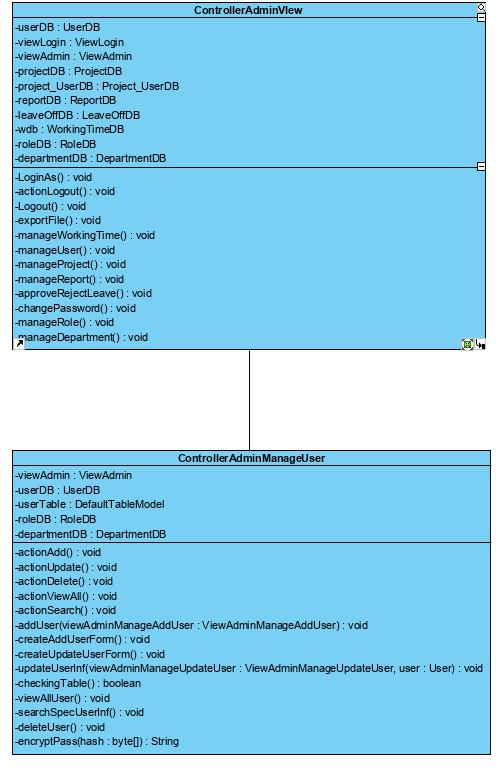 ControllerAdminView
-userDB : UserDB
-viewLogin : ViewLogin
-viewAdmin : ViewAdmin
-projectDB : ProjectDB
-project_UserDB : Project_UserDB
-reportDB : ReportDB
-leaveOffDB : LeaveOffDB
-wdb : WorkingTimeDB
-roleDB : RoleDB
-departmentDB : DepartmentDB
-LoginAs() : void
-actionLogout() : void
-Logout() : void
-exportFile() : void
-manageWorkingTime() : void
-manageUser() : void
-manageProject() : void
-manageReport() : void
-approveRejectLeave() : void
-changePassword() : void
-manageRole() : void
-manageDepartment() : void
ControllerAdminManageUser
-viewAdmin : ViewAdmin
-userDB : UserDB
-userTable : DefaultTableModel
-roleDB : RoleDB
-departmentDB : DepartmentDB
-actionAdd() : void
-actionUpdate() : void
-actionDelete() : void
-actionViewAll() : void
-actionSearch() : void
-addUser(viewAdminManageAddUser : ViewAdminManageAddUser) : void
-createAddUserForm() : void
-createUpdateUserForm() : void
-updateUserInf(viewAdminManageUpdateUser : ViewAdminManageUpdateUser, user : User) : void
-checkingTable() : boolean
-viewAllUser() : void
-searchSpecUserInf() : void
-deleteUser() : void
-encryptPass(hash : byte[]) : String